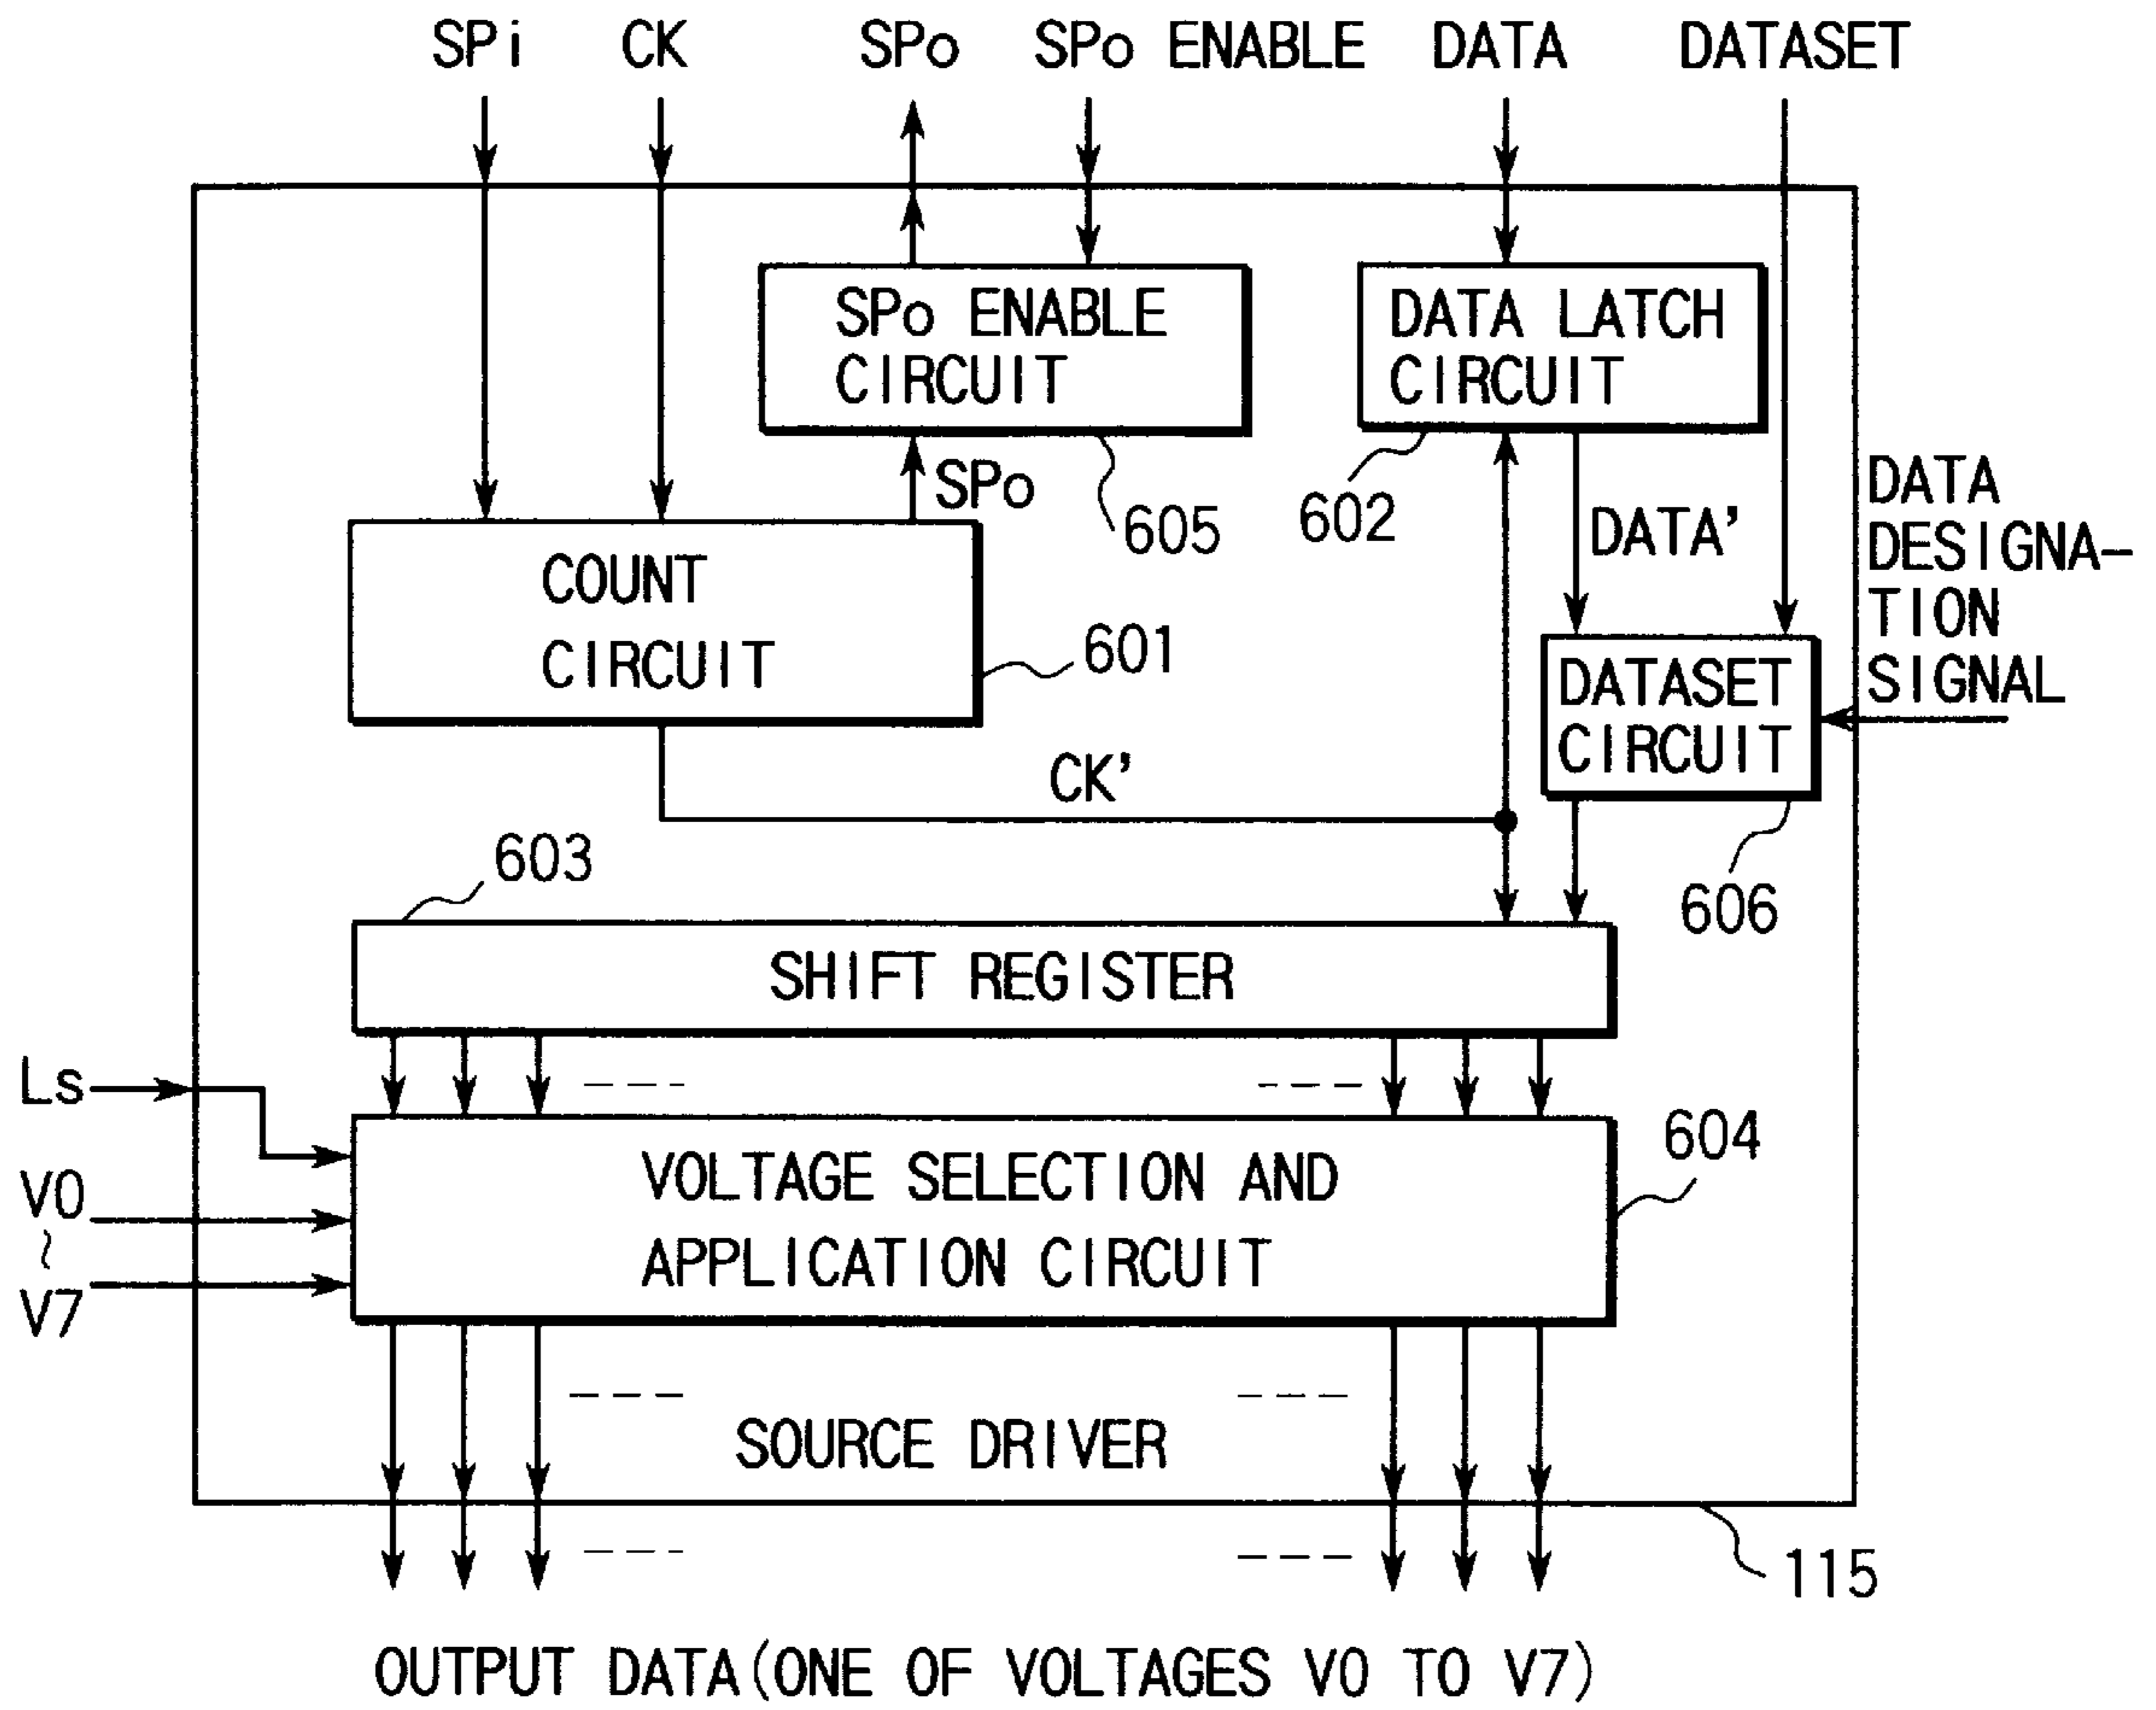 SPi CK SPo SPo ENABLE DATA DATASET
SPo ENABLE
CIRCUIT
DATA LATCH
CIRCUIT
SPo
605
602
DATA'
DATA
DESIGNA-
TION
SIGNAL
COUNT
CIRCUIT
601
DATASET
CIRCUIT
CK'
603
606
SHIFT REGISTER
Ls
604
V0
~
V7
VOLTAGE SELECTION AND
APPLICATION CIRCUIT
SOURCE DRIVER
115
OUTPUT DATA(ONE OF VOLTAGES V0 TO V7)